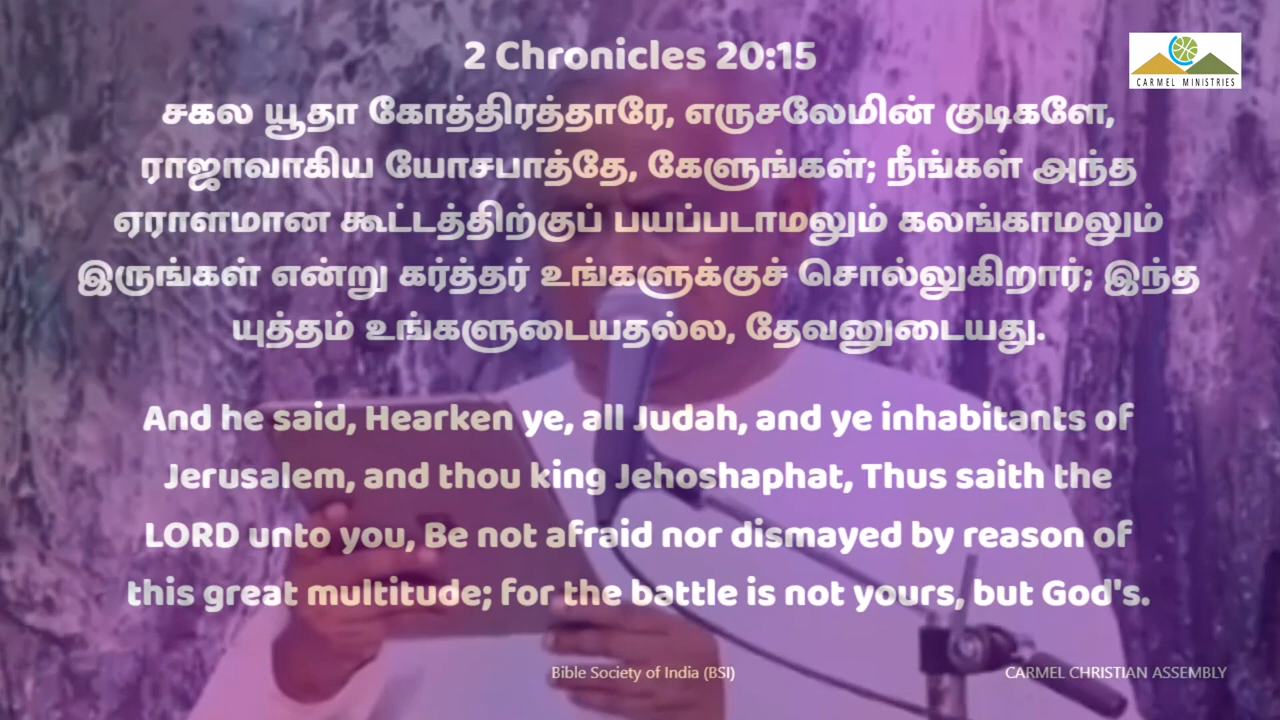 2 Chronicles 20:15
CARMEL MINISTRIES
சகல யூதா கோத்திரத்தாரே, எருசலேமின் குடிகளே,
ராஜாவாகிய யோசபாத்தே, கேளுங்கள்; நீங்கள் அந்த
ஏராளமான கூட்டத்திற்குப் பயப்படாமலும் கலங்காமலும்
இருங்கள் என்று கர்த்தர் உங்களுக்குச் சொல்லுகிறார்; இந்த
யுத்தம் உங்களுடையதல்ல, தேவனுடையது.
And he said, Hearken ye, all Judah, and ye inhabitants of
Jerusalem, and thou king Jehoshaphat, Thus saith the
LORD unto you, Be not afraid nor dismayed by reason of
this great multitude; for the battle is not yours, but God's.
Bible Society of India (BSI)
CARMEL CHRISTIAN ASSEMBLY